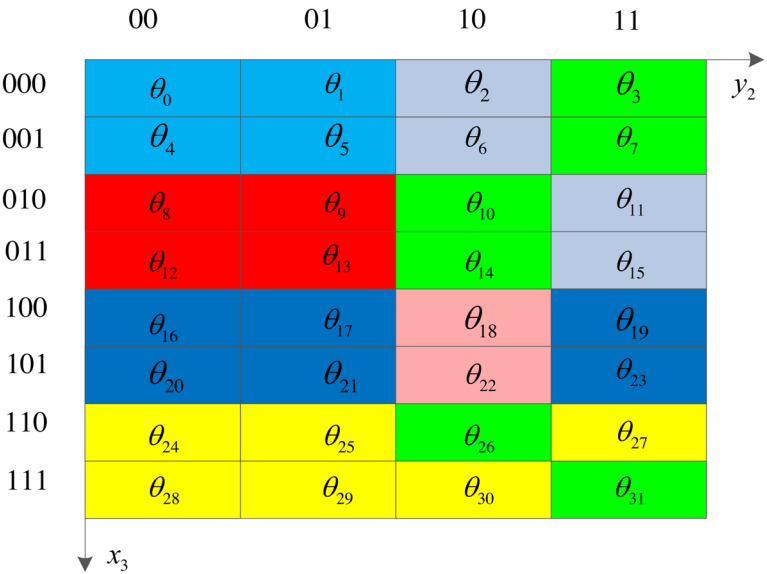 00 01 10 11
000 θ₀ θ₁ θ₂ θ₃ y₂
001 θ₄ θ₅ θ₆ θ₇
010 θ₈ θ₉ θ₁₀ θ₁₁
011 θ₁₂ θ₁₃ θ₁₄ θ₁₅
100 θ₁₆ θ₁₇ θ₁₈ θ₁₉
101 θ₂₀ θ₂₁ θ₂₂ θ₂₃
110 θ₂₄ θ₂₅ θ₂₆ θ₂₇
111 θ₂₈ θ₂₉ θ₃₀ θ₃₁
x₃